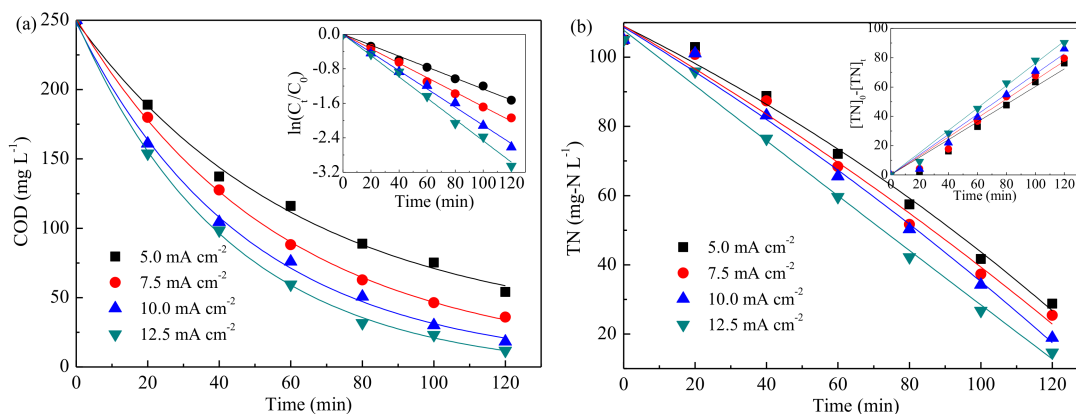 (a)
250
200
150
100
50
0
COD (mg L⁻¹)
20 40 60 80 100 120
Time (min)
5.0 mA cm⁻²
7.5 mA cm⁻²
10.0 mA cm⁻²
12.5 mA cm⁻²
0.0
-0.8
-1.6
-2.4
-3.2
ln(Cₜ/C₀)
0 20 40 60 80 100 120
Time (min)
(b)
100
80
60
40
20
0
TN (mg-N L⁻¹)
0 20 40 60 80 100 120
Time (min)
5.0 mA cm⁻²
7.5 mA cm⁻²
10.0 mA cm⁻²
12.5 mA cm⁻²
100
80
60
40
20
0
[TN]₀-[TN]ₜ
0 20 40 60 80 100 120
Time (min)